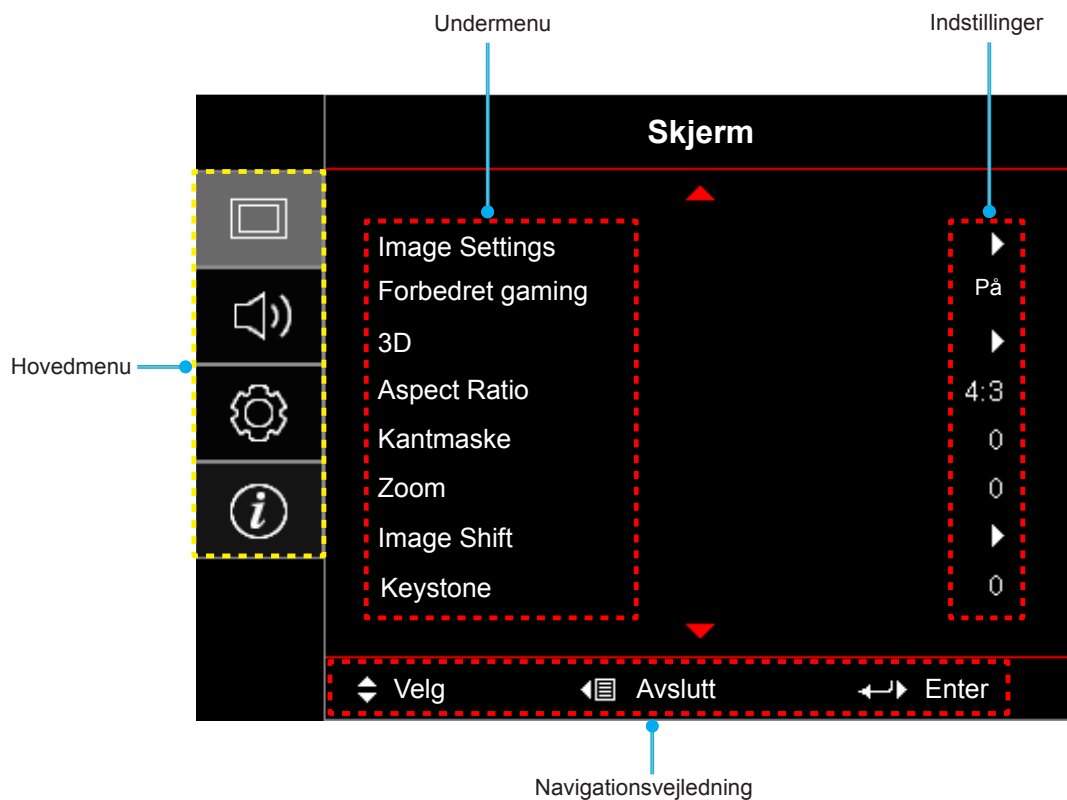 Undermenu
Indstillinger
Skjerm
Image Settings
Forbedret gaming På
3D
Aspect Ratio 4:3
Kantmaske 0
Zoom 0
Image Shift
Keystone 0
Hovedmenu
Velg Avslutt Enter
Navigationsvejledning